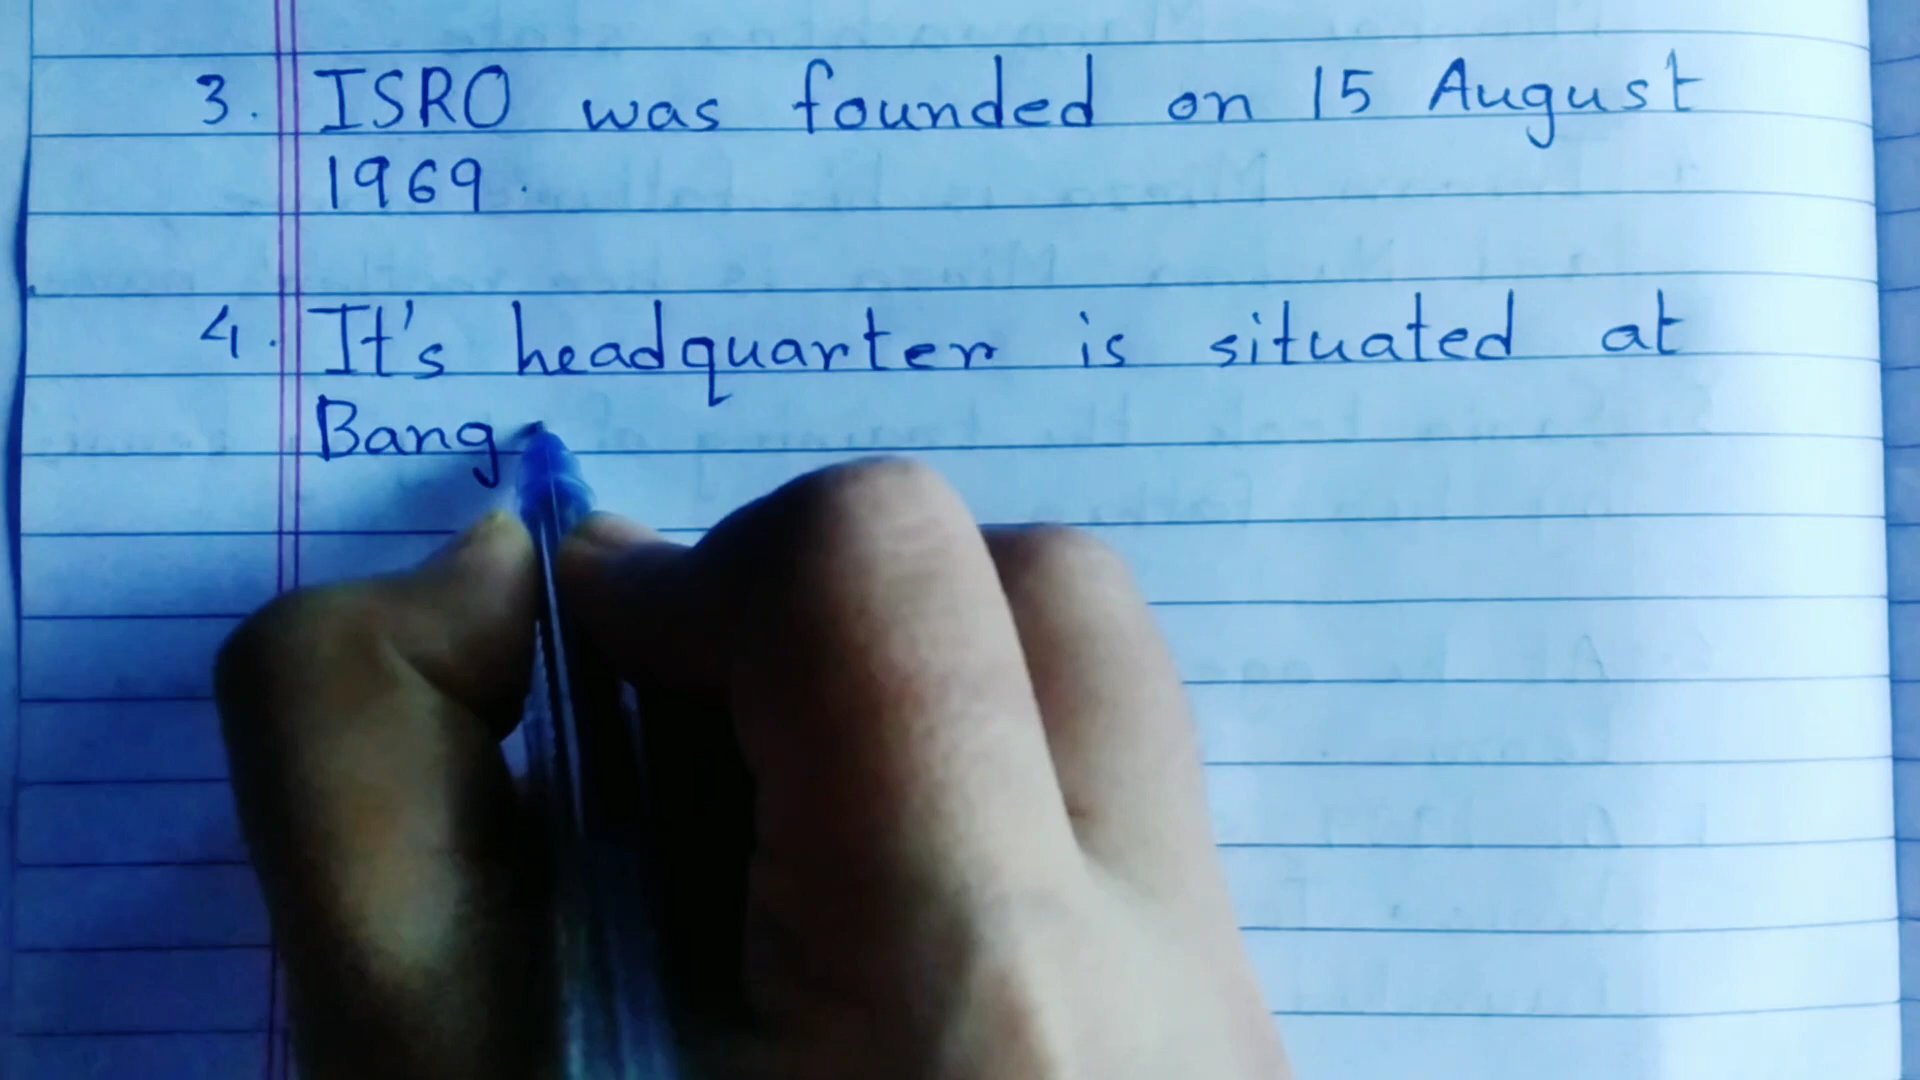 3. ISRO was founded on 15 August
1969.
4. It's headquarter is situated at
Bang